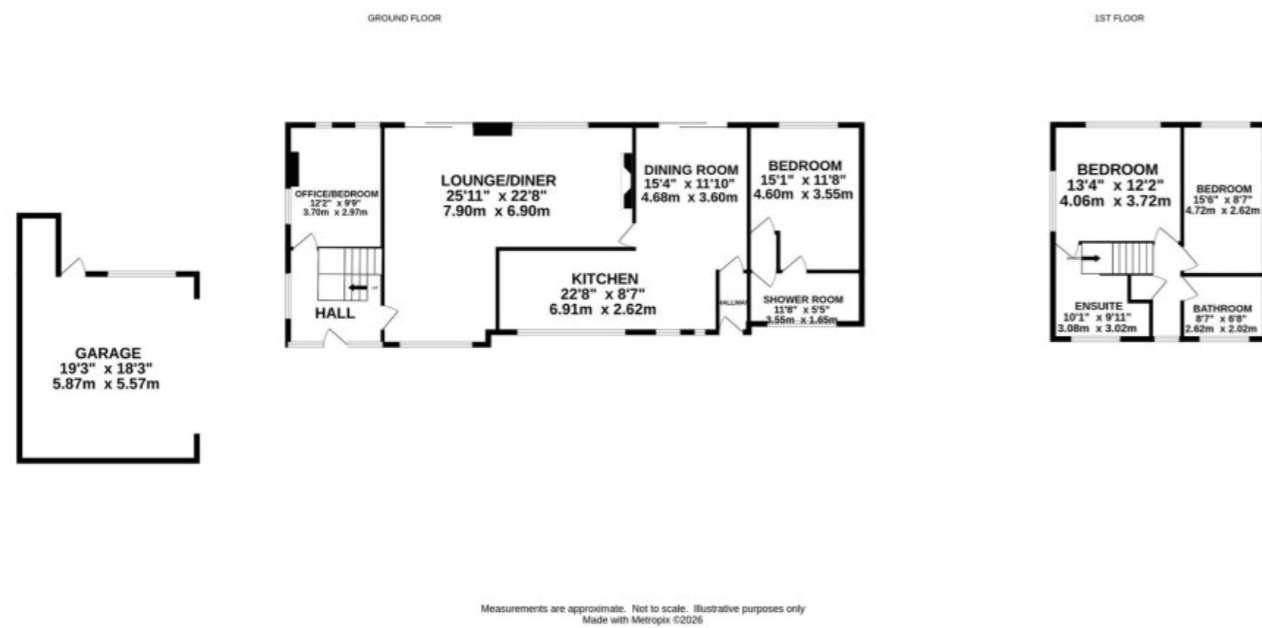 GROUND FLOOR
1ST FLOOR
OFFICE/BEDROOM
12'2" x 9'9"
3.70m x 2.97m
LOUNGE/DINER
25'11" x 22'8"
7.90m x 6.90m
DINING ROOM
15'4" x 11'10"
4.68m x 3.60m
BEDROOM
15'1" x 11'8"
4.60m x 3.55m
BEDROOM
13'4" x 12'2"
4.06m x 3.72m
BEDROOM
15'6" x 8'7"
4.72m x 2.62m
KITCHEN
22'8" x 8'7"
6.91m x 2.62m
HALL
HALLWAY
SHOWER ROOM
11'8" x 5'5"
3.55m x 1.65m
ENSUITE
10'1" x 9'11"
3.08m x 3.02m
BATHROOM
8'7" x 6'8"
2.62m x 2.02m
GARAGE
19'3" x 18'3"
5.87m x 5.57m
Measurements are approximate. Not to scale. Illustrative purposes only
Made with Metropix ©2026